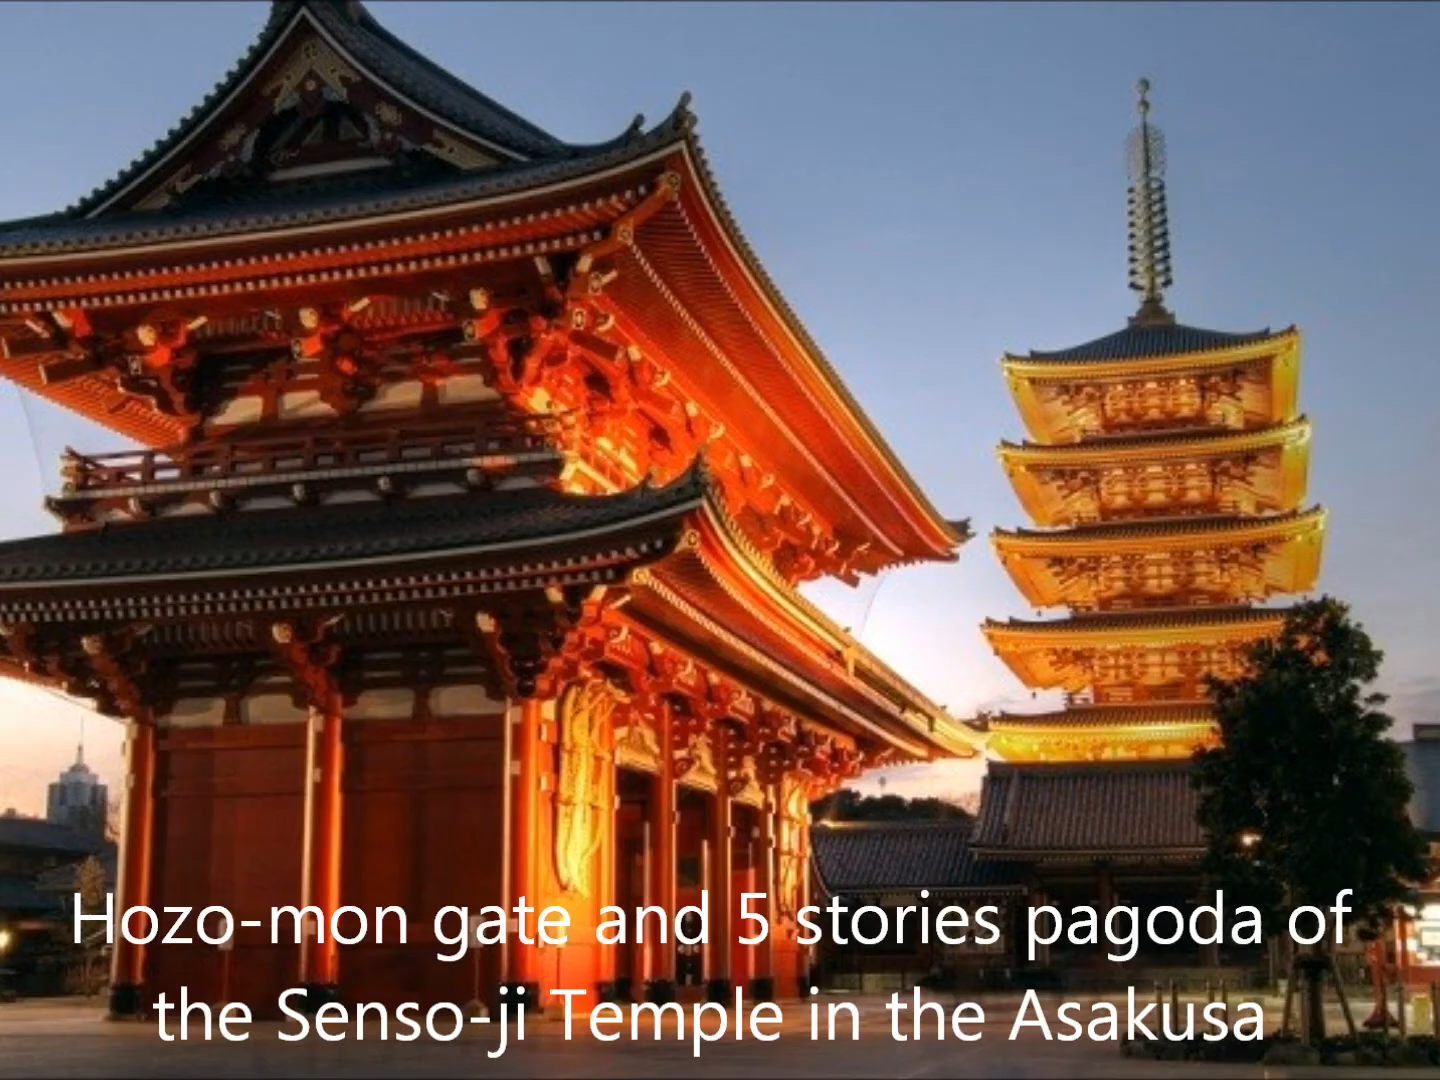 Hozo-mon gate and 5 stories pagoda of
the Senso-ji Temple in the Asakusa